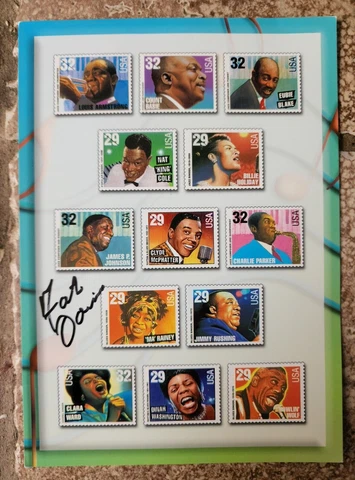 32 USA
LOUIS ARMSTRONG
32 USA
COUNT BASIE
32 USA
EUBIE BLAKE
29 USA
NAT "KING" COLE
29 USA
BILLIE HOLIDAY
32 USA
JAMES P. JOHNSON
29 USA
CLYDE McPHATTER
32 USA
CHARLIE PARKER
29 USA
"MA" RAINEY
29 USA
JIMMY RUSHING
32 USA
CLARA WARD
29 USA
DINAH WASHINGTON
29 USA
HOWLIN' WOLF